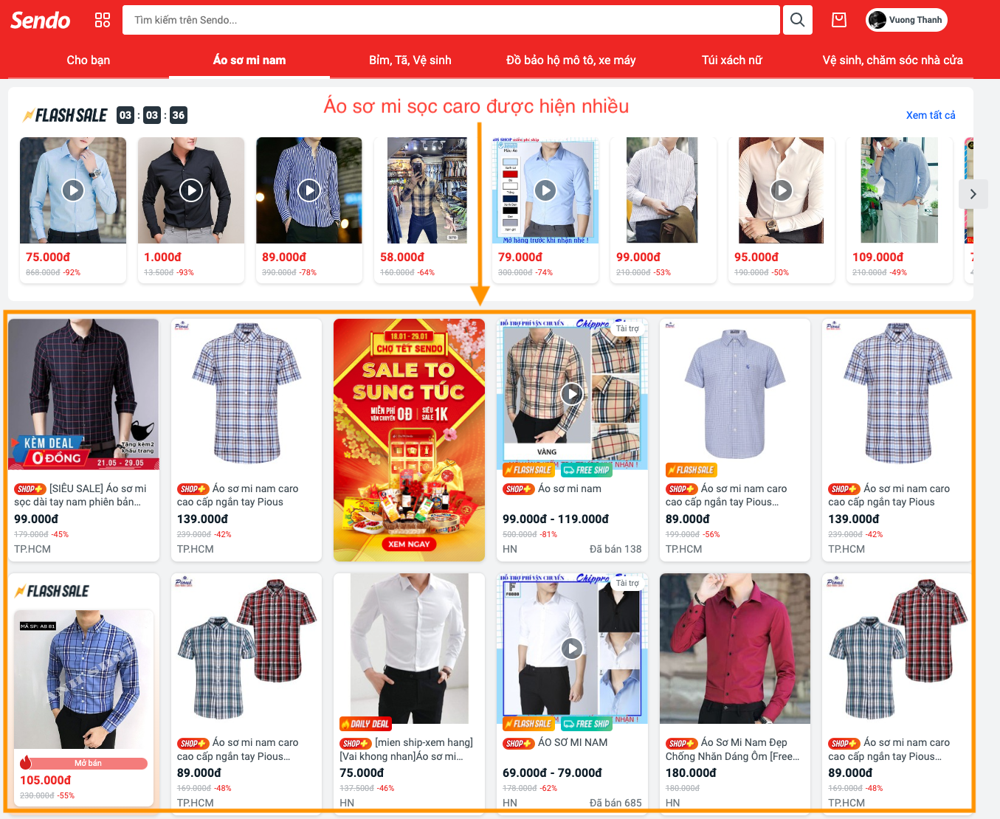 Sendo
Tìm kiếm trên Sendo...
Vuong Thanh
Cho bạn
Áo sơ mi nam
Bỉm, Tã, Vệ sinh
Đồ bảo hộ mô tô, xe máy
Túi xách nữ
Vệ sinh, chăm sóc nhà cửa
Áo sơ mi sọc caro được hiện nhiều
FLASH SALE 03 : 03 : 36
Xem tất cả
75.000đ
868.000đ -92%
1.000đ
13.500đ -93%
89.000đ
390.000đ -78%
58.000đ
160.000đ -64%
SHOP miễn phí ship
Màu Áo
Đỏ
Trắng
Xanh Đen
Đen
Mở hàng trước khi nhận nhé !
79.000đ
300.000đ -74%
99.000đ
210.000đ -53%
95.000đ
190.000đ -50%
109.000đ
210.000đ -49%
KÈM DEAL
0 ĐỒNG
Tặng kèm 2
khẩu trang
21.05 - 29.05
SHOP+ [SIÊU SALE] Áo sơ mi
sọc dài tay nam phiên bản...
99.000đ
179.000đ -45%
TP.HCM
Pious
SHOP+ Áo sơ mi nam caro
cao cấp ngắn tay Pious
139.000đ
239.000đ -42%
TP.HCM
18.01 - 29.01
CHỢ TẾT SENDO
SALE TO
SUNG TÚC
MIỄN PHÍ
VẬN CHUYỂN
0Đ
SIÊU
SALE
1K
XEM NGAY
HỖ TRỢ PHÍ VẬN CHUYỂN
Chippro
Tài trợ
VÀNG
NHẬN !
FLASH SALE
FREE SHIP
SHOP+ Áo sơ mi nam
99.000đ - 119.000đ
500.000đ -81%
HN
Đã bán 138
FLASH SALE
SHOP+ Áo sơ mi nam caro
cao cấp ngắn tay Pious...
89.000đ
199.000đ -56%
TP.HCM
Pious
SHOP+ Áo sơ mi nam caro
cao cấp ngắn tay Pious
139.000đ
239.000đ -42%
TP.HCM
FLASH SALE
MÃ SP: AB 81
Mở bán
105.000đ
230.000đ -55%
Pious
SHOP+ Áo sơ mi nam caro
cao cấp ngắn tay Pious...
89.000đ
169.000đ -48%
TP.HCM
DAILY DEAL
SHOP+ [mien ship-xem hang]
[Vai khong nhan]Áo sơ mi...
75.000đ
137.500đ -46%
HN
HỖ TRỢ PHÍ VẬN CHUYỂN
Chippro
Tài trợ
F
NHẬN !
FLASH SALE
FREE SHIP
SHOP+ ÁO SƠ MI NAM
69.000đ - 79.000đ
178.000đ -62%
HN
Đã bán 685
SHOP+ Áo Sơ Mi Nam Đẹp
Chống Nhăn Dáng Ôm [Free...
180.000đ
180.000đ
HN
Pious
SHOP+ Áo sơ mi nam caro
cao cấp ngắn tay Pious...
89.000đ
169.000đ -48%
TP.HCM